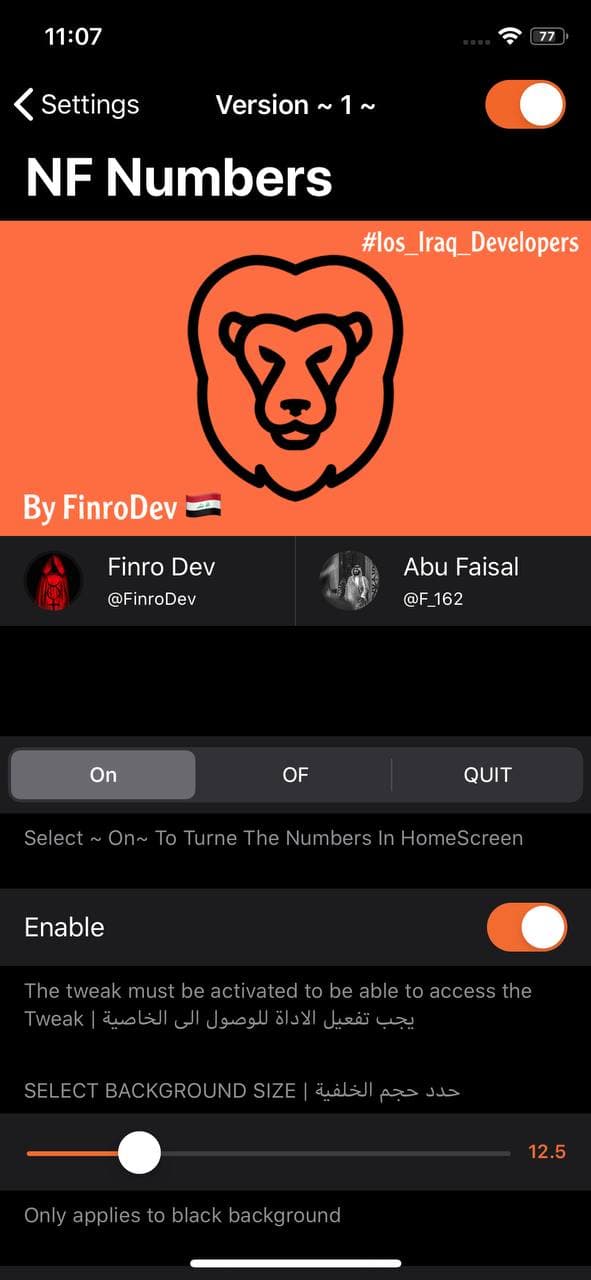 11:07
77
Settings
Version ~ 1 ~
NF Numbers
#Ios_Iraq_Developers
By FinroDev 🇮🇶
Finro Dev
@FinroDev
Abu Faisal
@F_162
On
OF
QUIT
Select ~ On~ To Turne The Numbers In HomeScreen
Enable
The tweak must be activated to be able to access the
Tweak | يجب تفعيل الاداة للوصول الى الخاصية
SELECT BACKGROUND SIZE | حدد حجم الخلفية
12.5
Only applies to black background